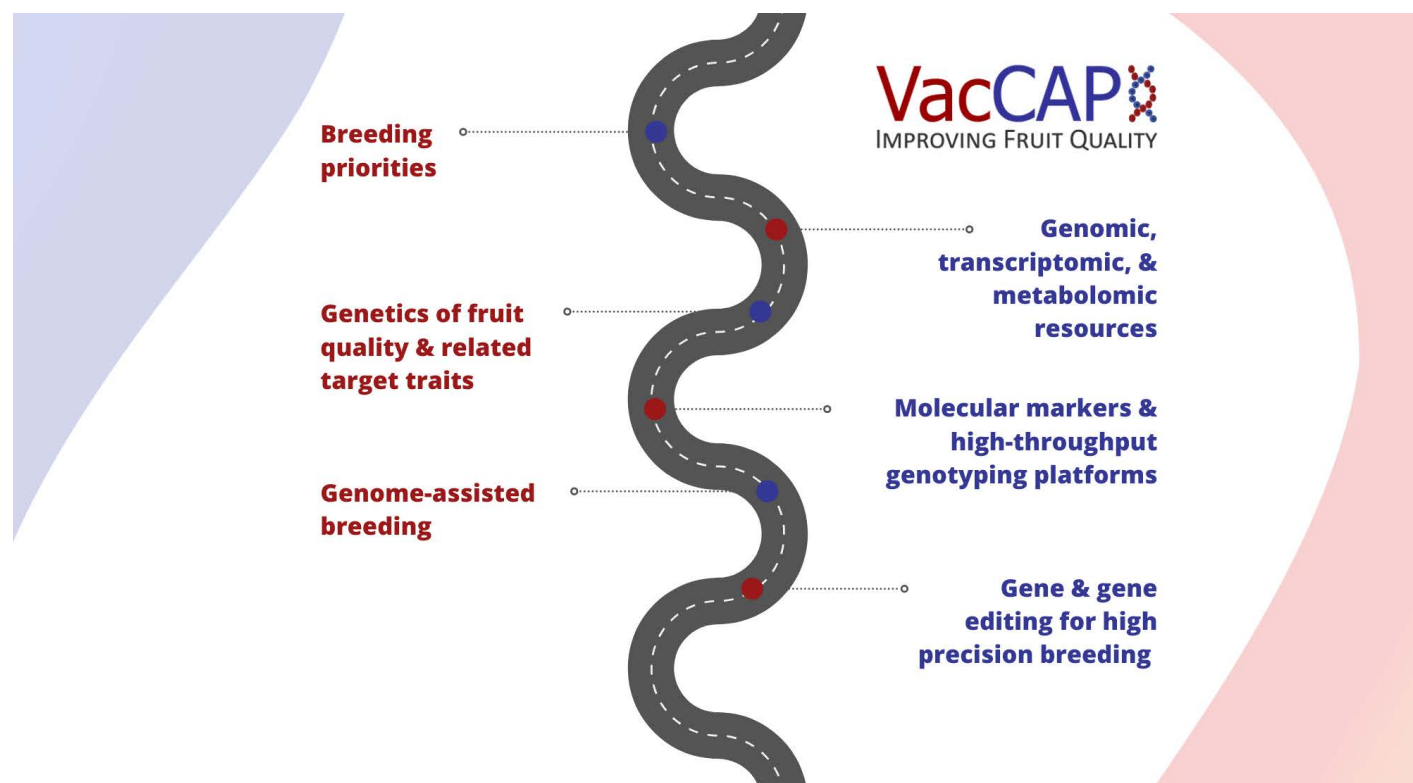 VacCAP
IMPROVING FRUIT QUALITY
Breeding
priorities
Genomic,
transcriptomic, &
metabolomic
resources
Genetics of fruit
quality & related
target traits
Molecular markers &
high-throughput
genotyping platforms
Genome-assisted
breeding
Gene & gene
editing for high
precision breeding